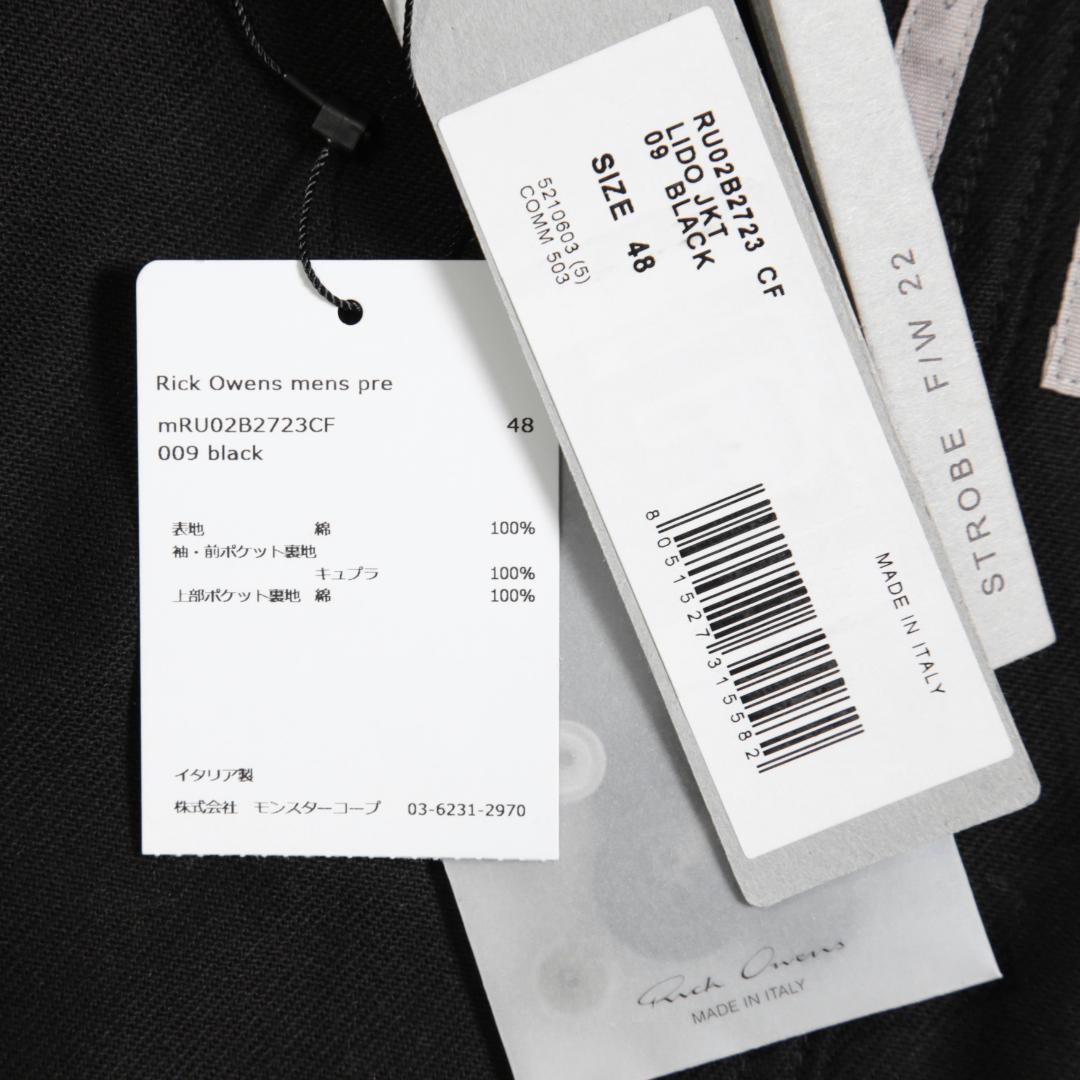 Rick Owens mens pre
mRU02B2723CF 48
009 black
表地 綿 100%
袖・前ポケット裏地
キュプラ 100%
上部ポケット裏地 綿 100%
イタリア製
株式会社 モンスターコープ 03-6231-2970
RU02B2723 CF
LIDO JKT
09 BLACK
SIZE 48
5210603 (5)
COMM 503
8051527315582
MADE IN ITALY
STROBE F/W 22
Rick Owens
MADE IN ITALY